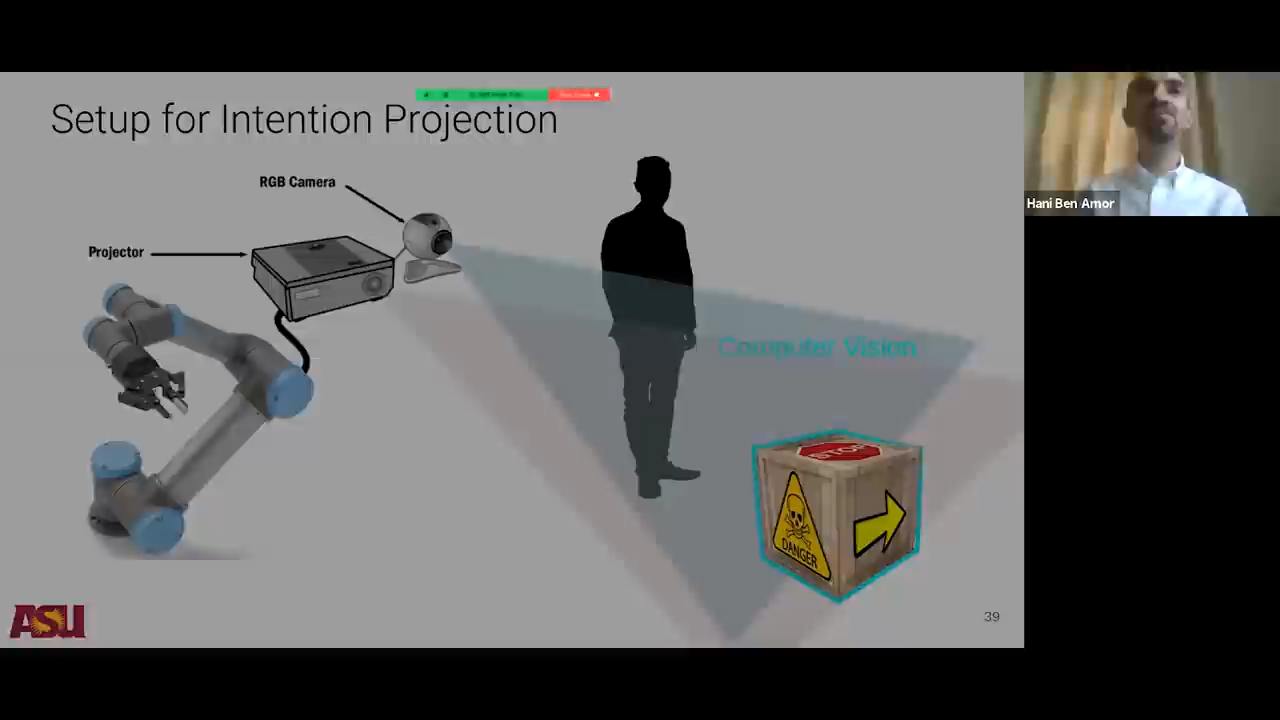 Setup for Intention Projection
RGB Camera
Projector
Hani Ben Amor
Computer Vision
STOP
DANGER
ASU
39